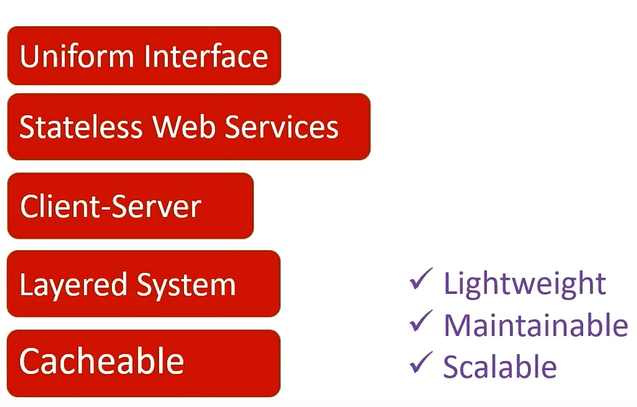 Uniform Interface
Stateless Web Services
Client-Server
Layered System
Cacheable
✓ Lightweight
✓ Maintainable
✓ Scalable